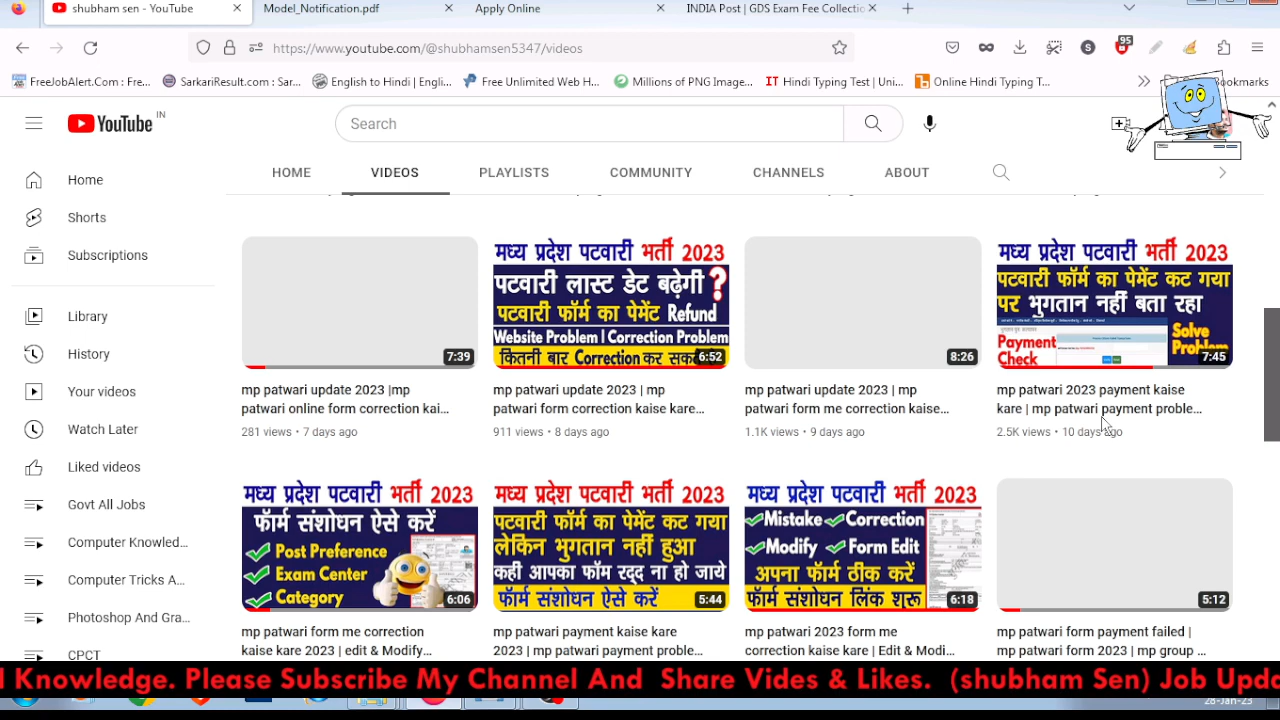 shubham sen - YouTube
Model_Notification.pdf
Apply Online
INDIA Post | GDS Exam Fee Collectio
https://www.youtube.com/@shubhamsen5347/videos
95
FreeJobAlert.Com : Fre...
SarkariResult.com : Sar...
English to Hindi | Engli...
Free Unlimited Web H...
Millions of PNG Image...
Hindi Typing Test | Uni...
Online Hindi Typing T...
Bookmarks
YouTube IN
Search
HOME
VIDEOS
PLAYLISTS
COMMUNITY
CHANNELS
ABOUT
Home
Shorts
Subscriptions
Library
History
Your videos
Watch Later
Liked videos
Govt All Jobs
Computer Knowled...
Computer Tricks A...
Photoshop And Gra...
CPCT
7:39
mp patwari update 2023 |mp
patwari online form correction kai...
281 views • 7 days ago
मध्य प्रदेश पटवारी भर्ती 2023
पटवारी लास्ट डेट बढ़ेगी ?
पटवारी फॉर्म का पेमेंट Refund
Website Problem | Correction Problem
कितनी बार Correction कर सक
6:52
mp patwari update 2023 | mp
patwari form correction kaise kare...
911 views • 8 days ago
8:26
mp patwari update 2023 | mp
patwari form me correction kaise...
1.1K views • 9 days ago
मध्य प्रदेश पटवारी भर्ती 2023
पटवारी फॉर्म का पेमेंट कट गया
पर भुगतान नहीं बता रहा
Payment
Check
Solve
Problem
7:45
mp patwari 2023 payment kaise
kare | mp patwari payment proble...
2.5K views • 10 days ago
मध्य प्रदेश पटवारी भर्ती 2023
फॉर्म संशोधन ऐसे करें
Post Preference
Exam Center
Category
6:06
mp patwari form me correction
kaise kare 2023 | edit & Modify...
मध्य प्रदेश पटवारी भर्ती 2023
पटवारी फॉर्म का पेमेंट कट गया
लेकिन भुगतान नहीं हुआ
कहीं आपका फॉम रद्द ना हो जाये
फॉर्म संशोधन ऐसे करें
5:44
mp patwari payment kaise kare
2023 | mp patwari payment proble...
मध्य प्रदेश पटवारी भर्ती 2023
Mistake Correction
Modify Form Edit
अपना फॉर्म ठीक करें
फॉर्म संशोधन लिंक शुरू
6:18
mp patwari 2023 form me
correction kaise kare | Edit & Modi...
5:12
mp patwari form payment failed |
mp patwari form 2023 | mp group ...
l Knowledge. Please Subscribe My Channel And Share Videos & Likes. (shubham Sen) Job Upda
28-Jan-23